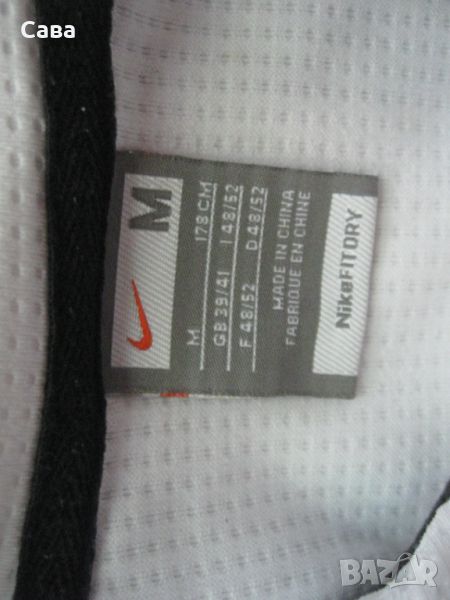 Сава
M
M 178 CM
GB 39/41 I 48/52
F 48/52 D 48/52
MADE IN CHINA
FABRIQUE EN CHINE
NikeFITDRY
BAZAR